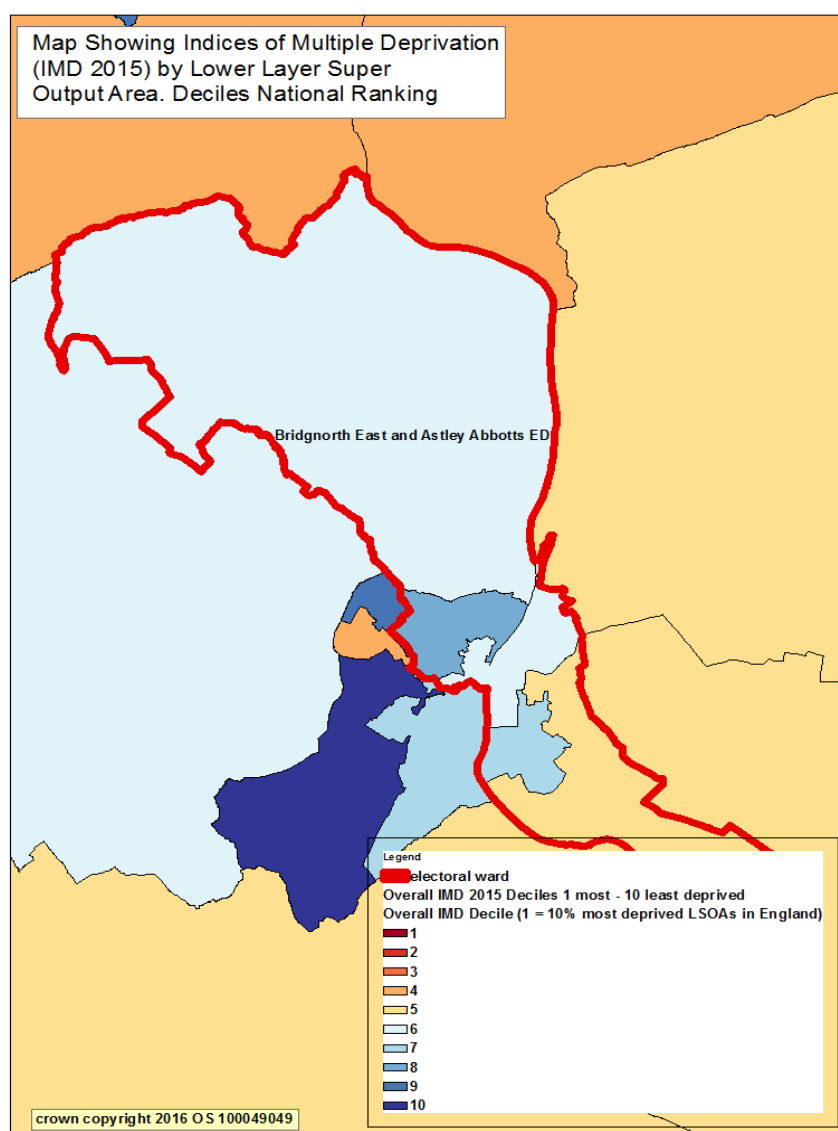 Map Showing Indices of Multiple Deprivation
(IMD 2015) by Lower Layer Super
Output Area. Deciles National Ranking
Bridgnorth East and Astley Abbotts ED
Legend
electoral ward
Overall IMD 2015 Deciles 1 most - 10 least deprived
Overall IMD Decile (1 = 10% most deprived LSOAs in England)
1
2
3
4
5
6
7
8
9
10
crown copyright 2016 OS 100049049